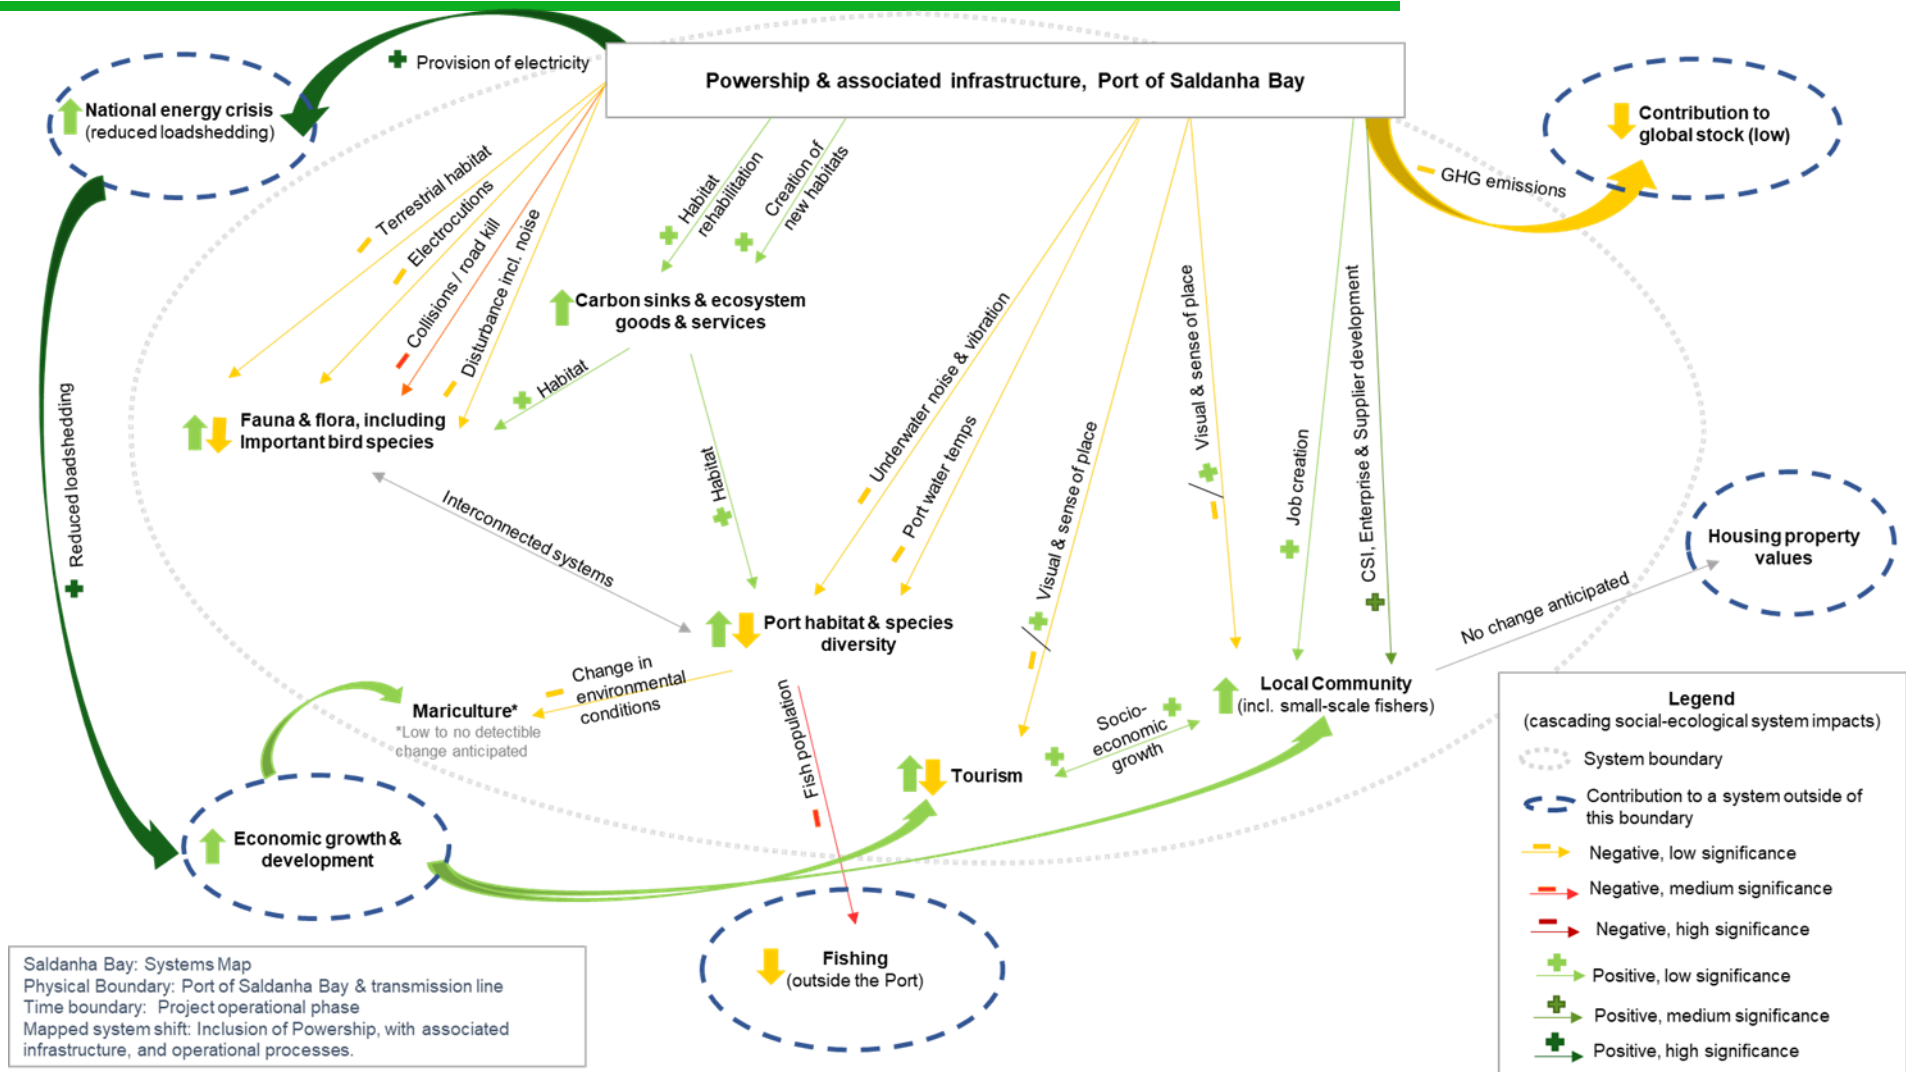 Provision of electricity
Powership & associated infrastructure, Port of Saldanha Bay
National energy crisis
(reduced loadshedding)
Contribution to
global stock (low)
GHG emissions
Terrestrial habitat
Electrocutions
Collisions / road kill
Disturbance incl. noise
Habitat
rehabilitation
Creation of
new habitats
Carbon sinks & ecosystem
goods & services
Underwater noise & vibration
Port water temps
Visual & sense of place
Visual & sense of place
Job creation
CSI, Enterprise & Supplier development
Habitat
Fauna & flora, including
Important bird species
Habitat
Interconnected systems
Reduced loadshedding
Housing property
values
No change anticipated
Port habitat & species
diversity
Change in
environmental
conditions
Mariculture*
*Low to no detectible
change anticipated
Fish population
Local Community
(incl. small-scale fishers)
Socio-
economic
growth
Tourism
Economic growth &
development
Fishing
(outside the Port)
Saldanha Bay: Systems Map
Physical Boundary: Port of Saldanha Bay & transmission line
Time boundary: Project operational phase
Mapped system shift: Inclusion of Powership, with associated
infrastructure, and operational processes.
Legend
(cascading social-ecological system impacts)
System boundary
Contribution to a system outside of
this boundary
Negative, low significance
Negative, medium significance
Negative, high significance
Positive, low significance
Positive, medium significance
Positive, high significance